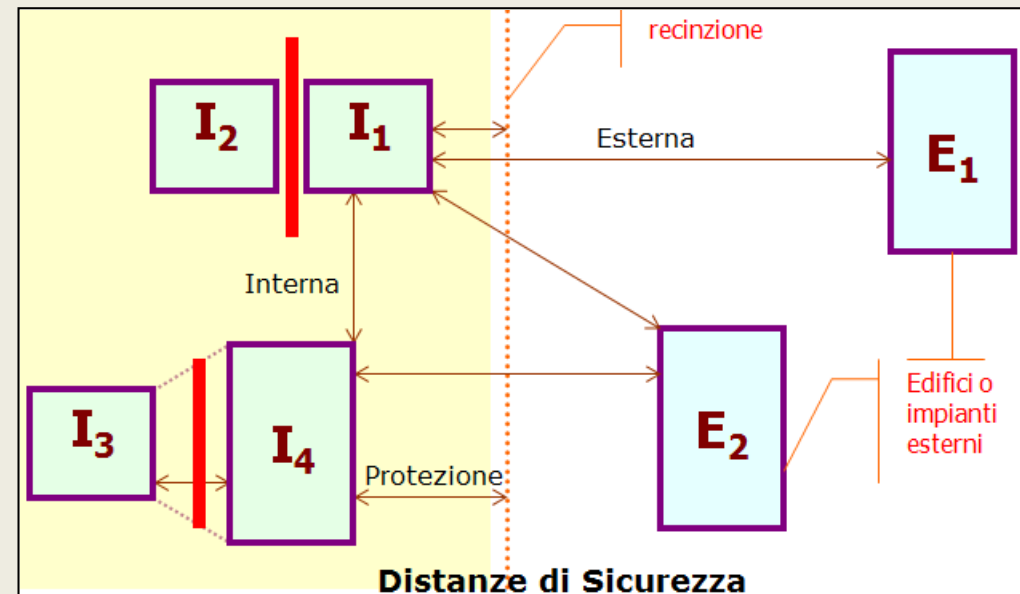 recinzione
I2
I1
Esterna
E1
Interna
I3
I4
E2
Edifici o
impianti
esterni
Protezione
Distanze di Sicurezza